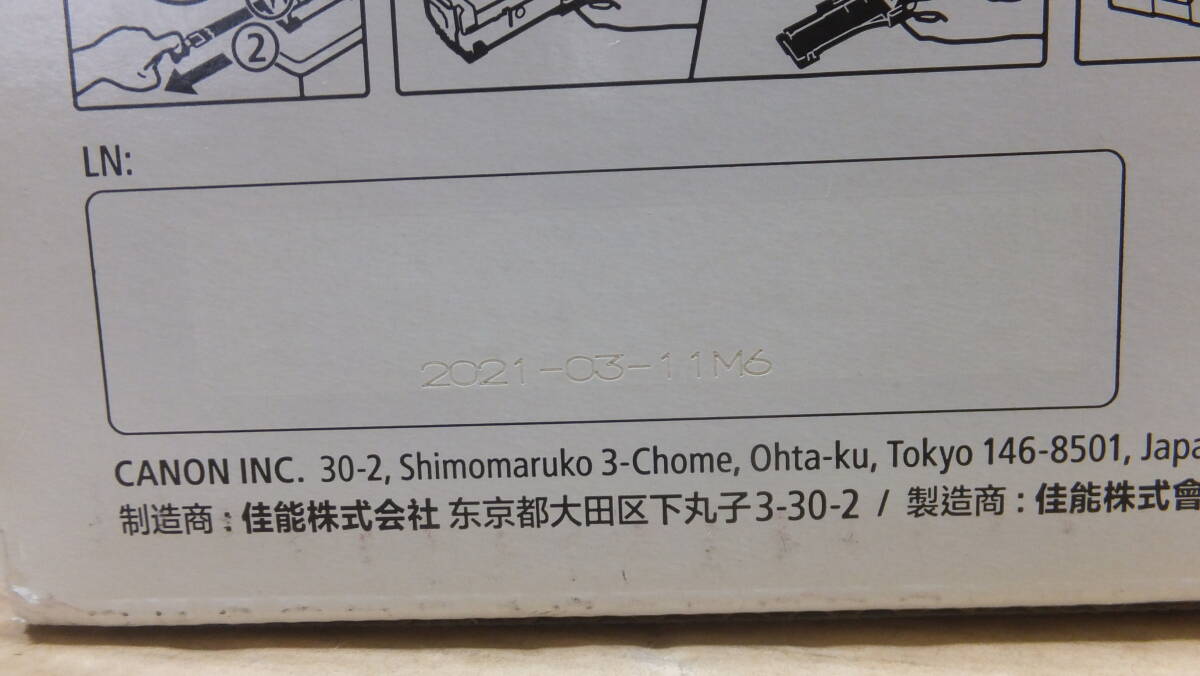 2
LN:
2021-03-11M6
CANON INC. 30-2, Shimomaruko 3-Chome, Ohta-ku, Tokyo 146-8501, Japa
制造商：佳能株式会社 东京都大田区下丸子3-30-2 / 製造商：佳能株式會